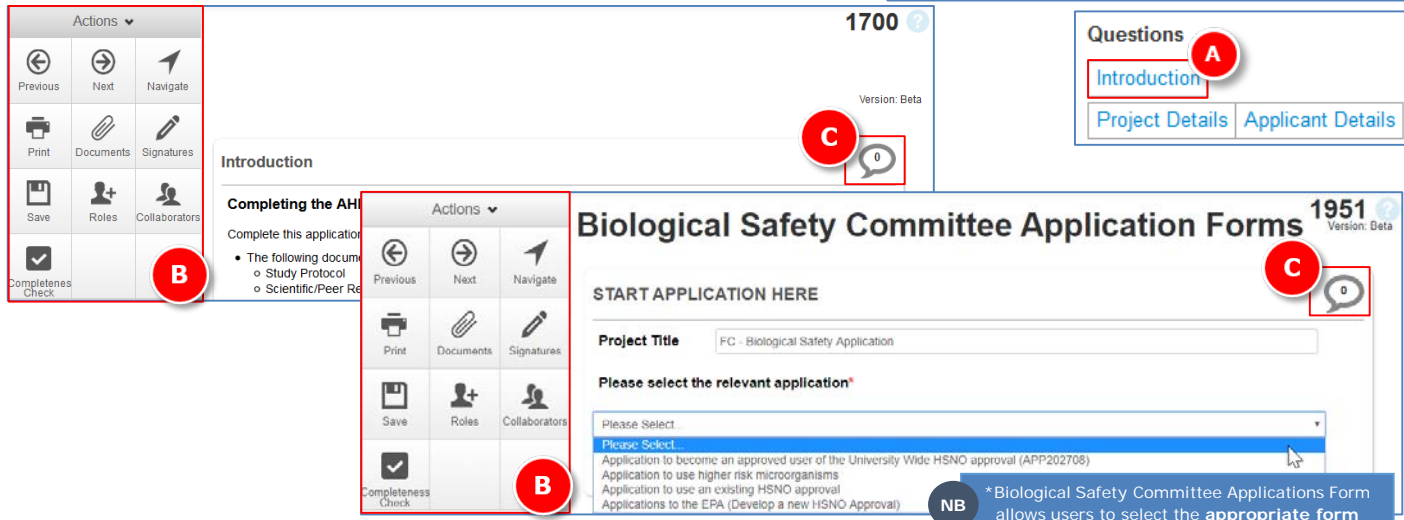 Actions
Previous Next Navigate
Print Documents Signatures
Save Roles Collaborators
Completenes
Check
B
1700 ?
Version: Beta
C
0
Introduction
Completing the AH
Complete this application
• The following docume
Study Protocol
Scientific/Peer Re
Questions
A
Introduction
Project Details Applicant Details
Actions
Previous Next Navigate
Print Documents Signatures
Save Roles Collaborators
Completeness
Check
B
Biological Safety Committee Application Forms
1951 ?
Version: Beta
C
0
START APPLICATION HERE
Project Title FC - Biological Safety Application
Please select the relevant application*
Please Select...
Please Select...
Application to become an approved user of the University Wide HSNO approval (APP202708)
Application to use higher risk microorganisms
Application to use an existing HSNO approval
Applications to the EPA (Develop a new HSNO Approval)
NB
*Biological Safety Committee Applications Form
allows users to select the appropriate form